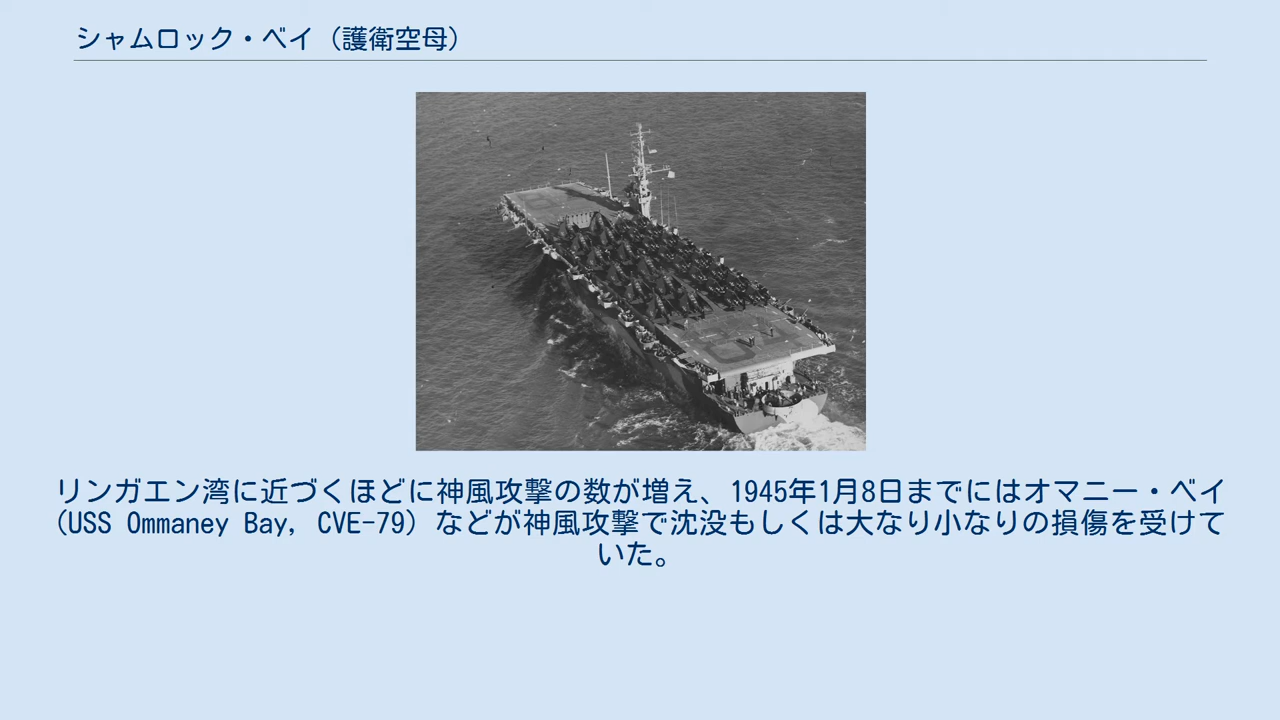 シャムロック・ベイ（護衛空母）
リンガエン湾に近づくほどに神風攻撃の数が増え、1945年1月8日までにはオマニー・ベイ
(USS Ommaney Bay, CVE-79) などが神風攻撃で沈没もしくは大なり小なりの損傷を受けて
いた。